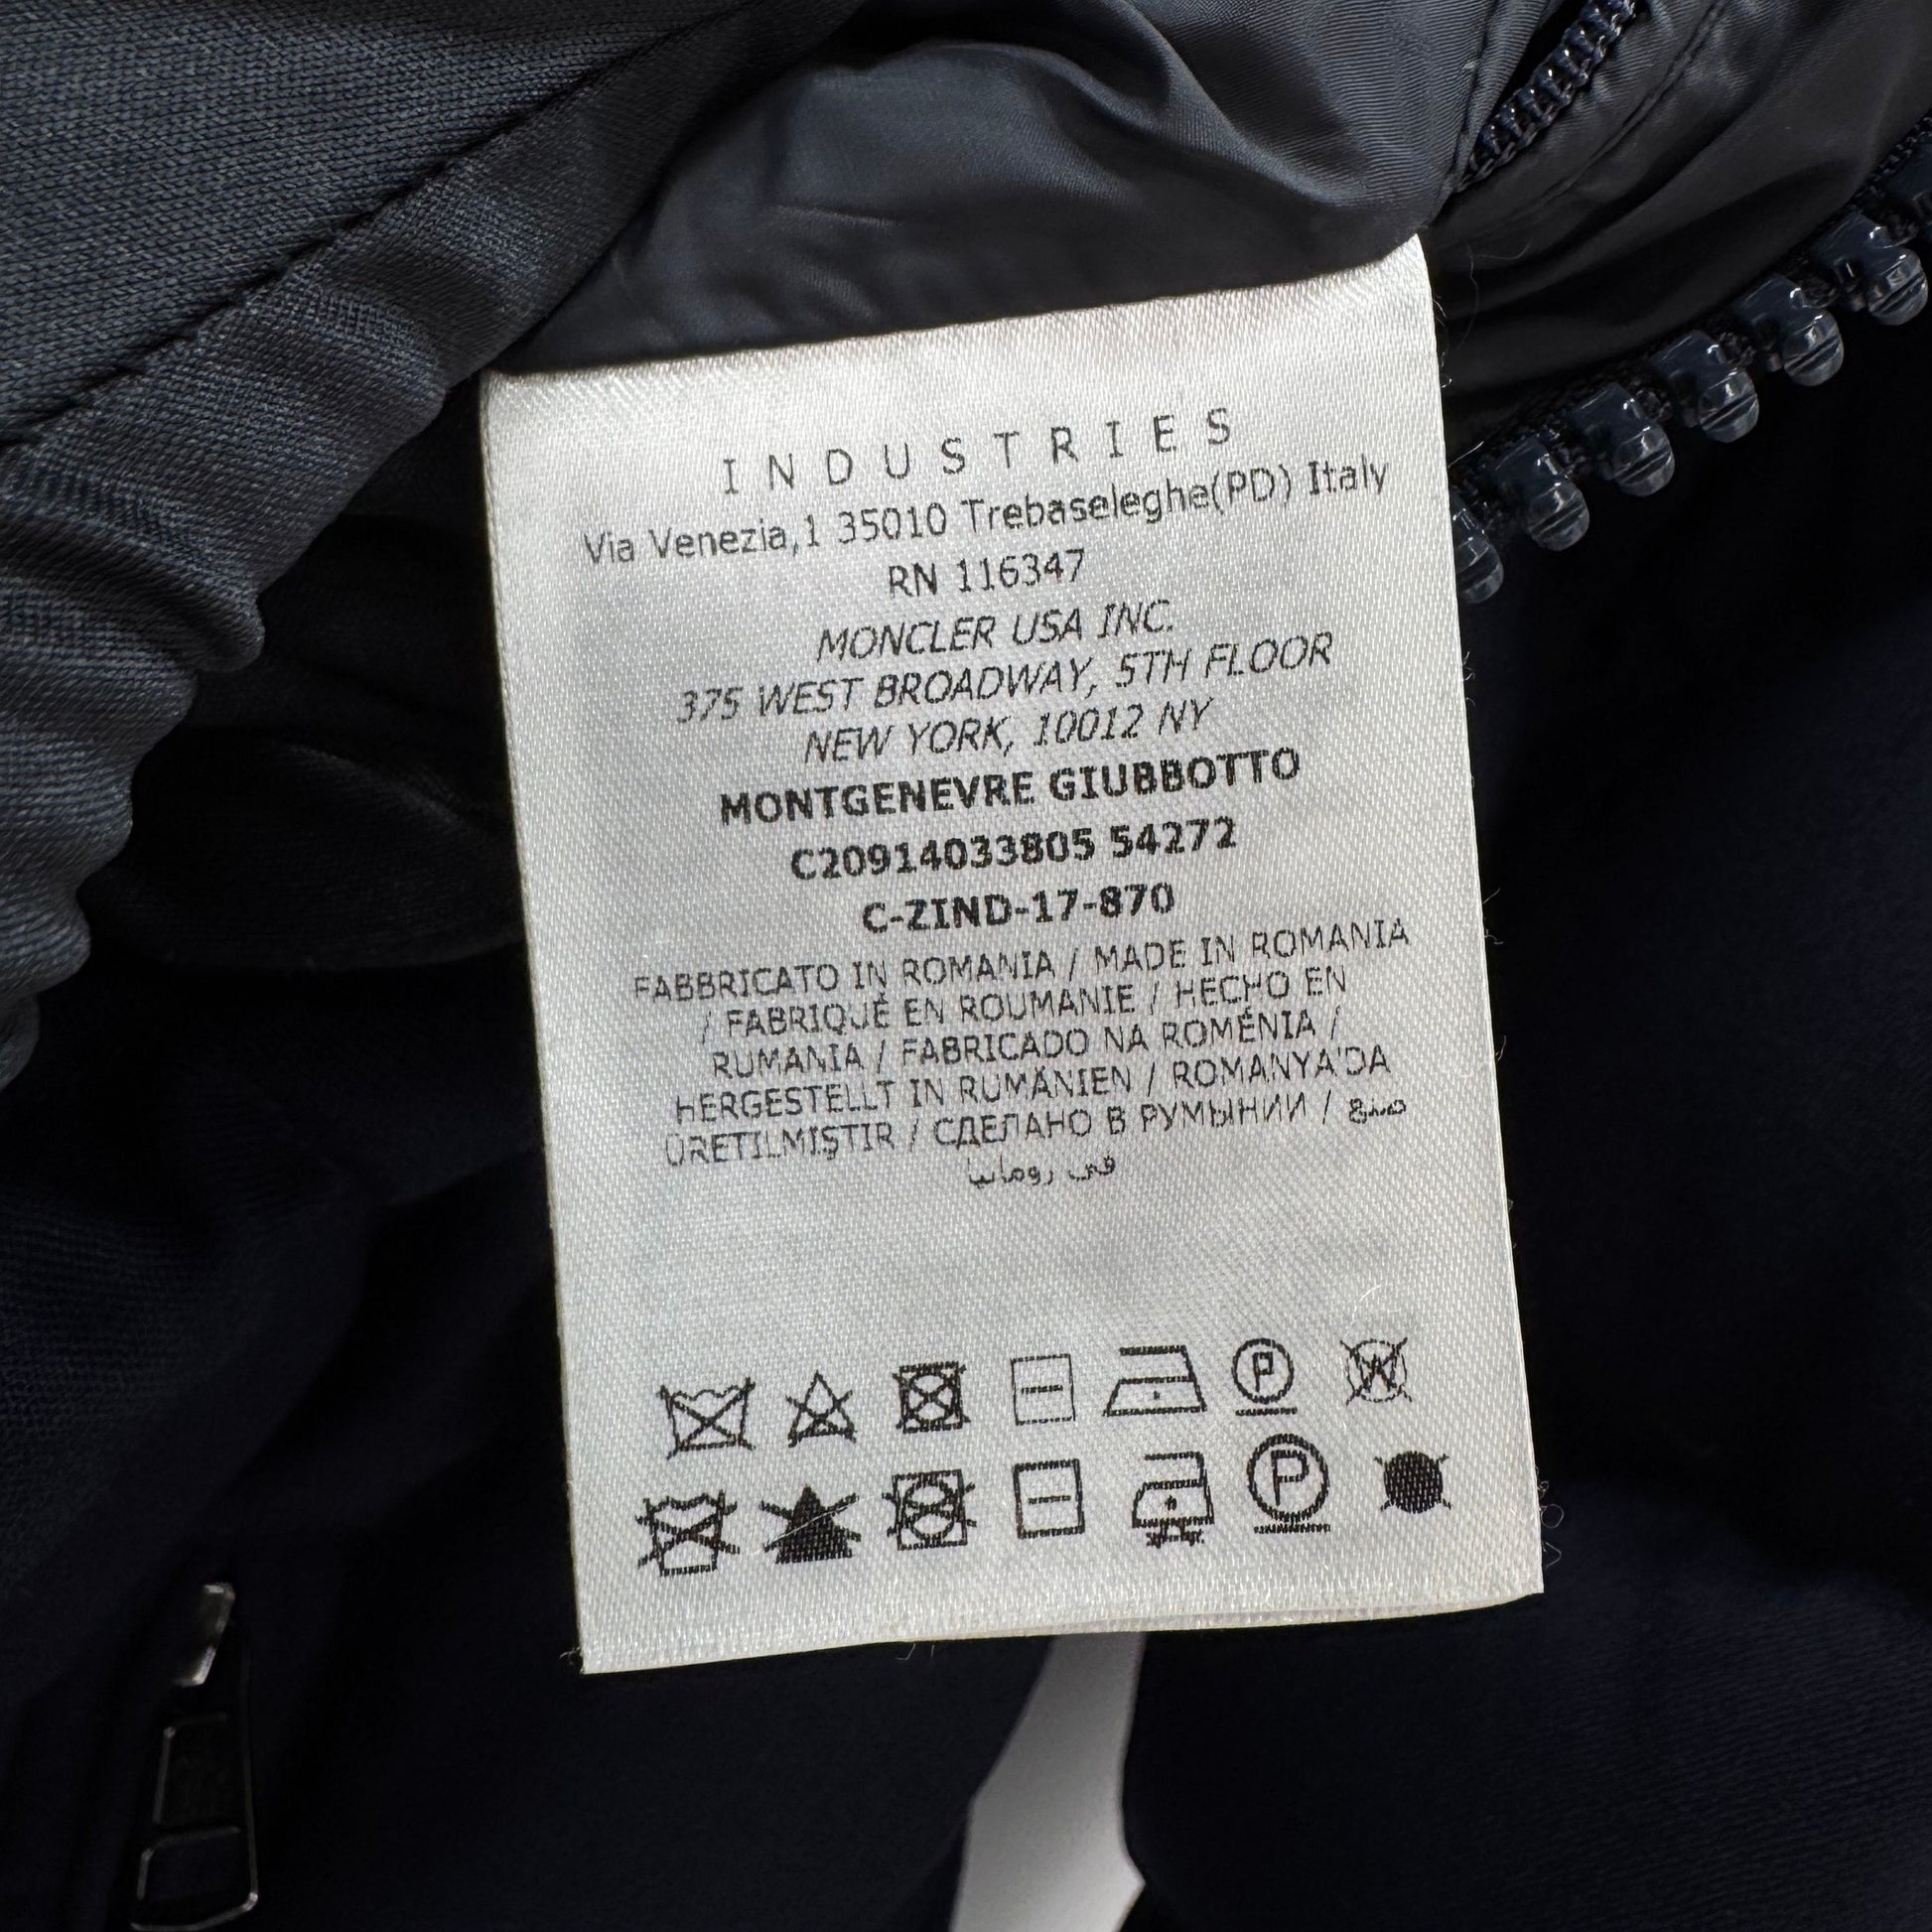 INDUSTRIES
Via Venezia,1 35010 Trebaseleghe(PD) Italy
RN 116347
MONCLER USA INC.
375 WEST BROADWAY, 5TH FLOOR
NEW YORK, 10012 NY
MONTGENEVRE GIUBBOTTO
C20914033805 54272
C-ZIND-17-870
FABBRICATO IN ROMANIA / MADE IN ROMANIA
/ FABRIQUÉ EN ROUMANIE / HECHO EN
RUMANIA / FABRICADO NA ROMÉNIA /
HERGESTELLT IN RUMÄNIEN / ROMANYA'DA
ÜRETILMIŞTIR / СДЕЛАНО В РУМЫНИИ / صنع
في رومانيا
P W
P